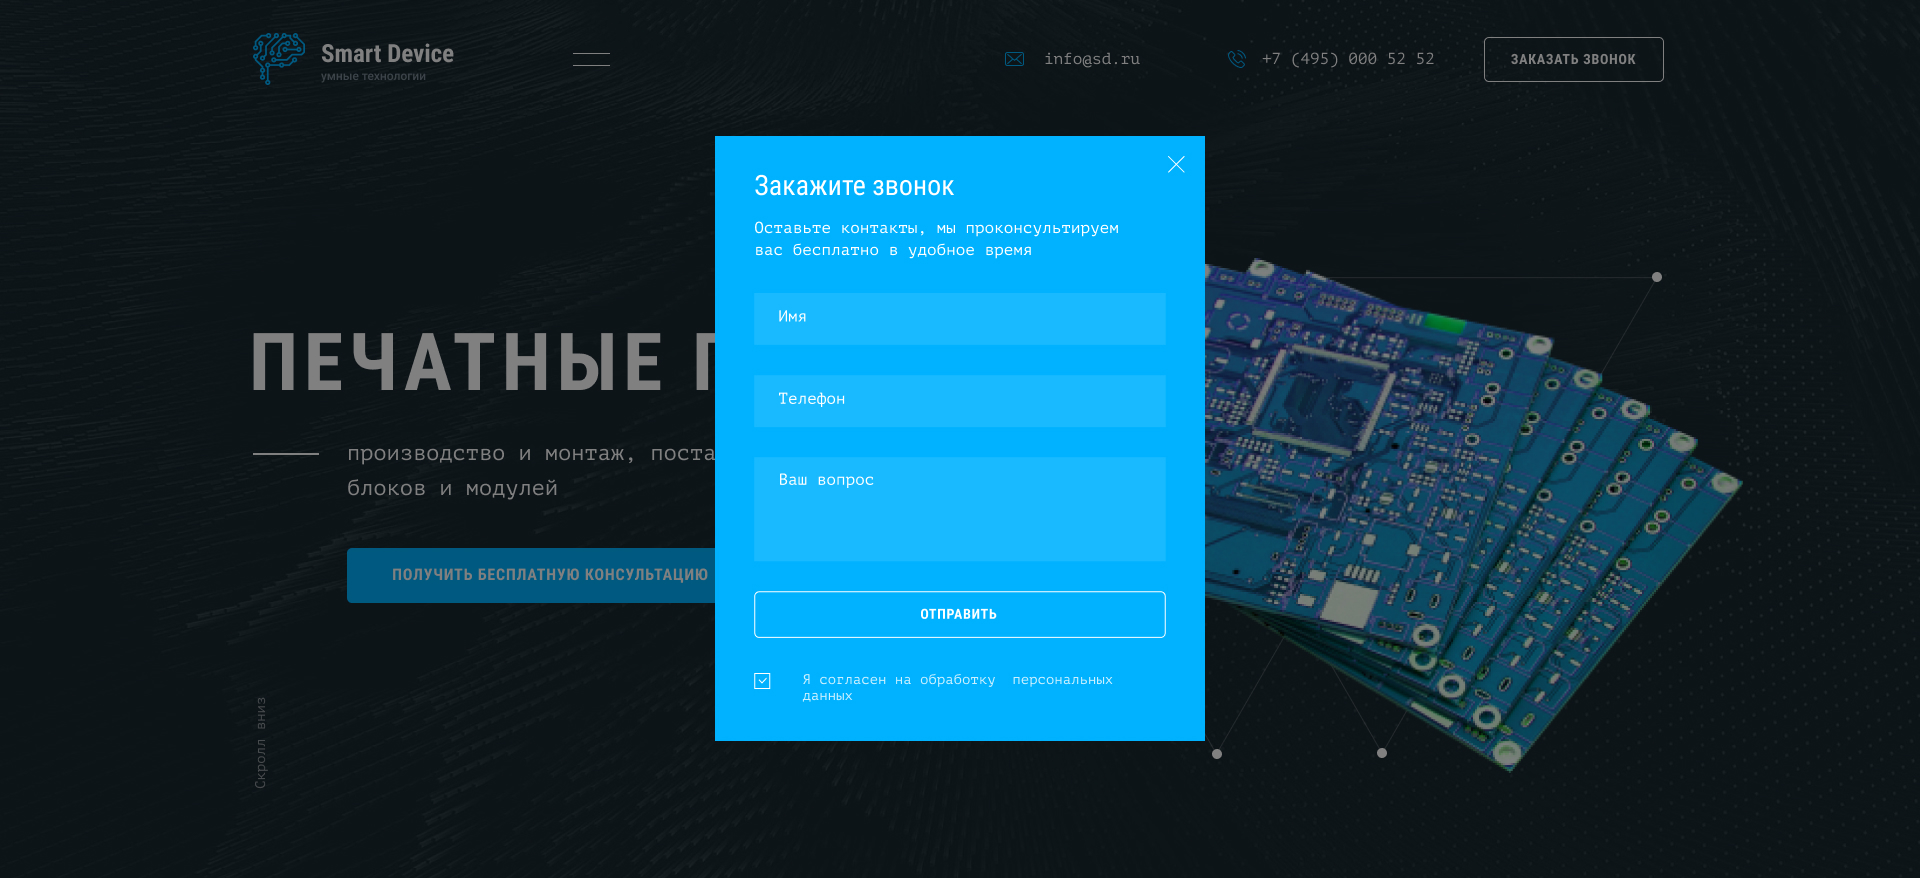 Smart Device
умные технологии
info@sd.ru
+7 (495) 000 52 52
ЗАКАЗАТЬ ЗВОНОК
Закажите звонок
Оставьте контакты, мы проконсультируем
вас бесплатно в удобное время
Имя
Телефон
Ваш вопрос
ОТПРАВИТЬ
Я согласен на обработку персональных
данных
ПЕЧАТНЫЕ
производство и монтаж,
блоков и модулей
ПОЛУЧИТЬ БЕСПЛАТНУЮ КОНСУЛЬТАЦИЮ
Скролл вниз